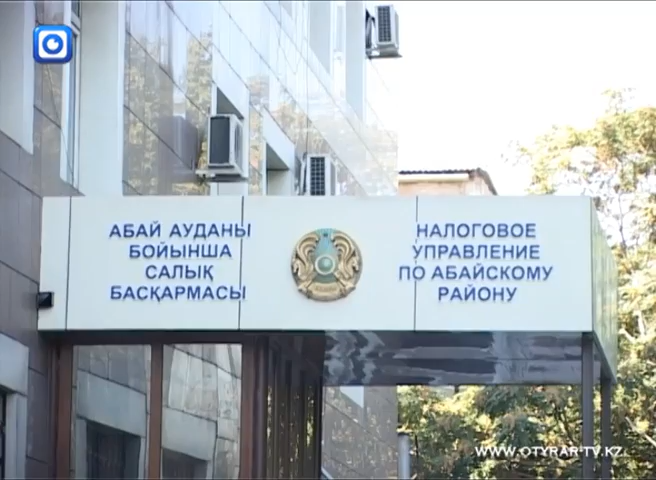 АБАЙ АУДАНЫ
БОЙЫНША
САЛЫҚ
БАСҚАРМАСЫ
НАЛОГОВОЕ
УПРАВЛЕНИЕ
ПО АБАЙСКОМУ
РАЙОНУ
WWW.OTYRAR-TV.KZ